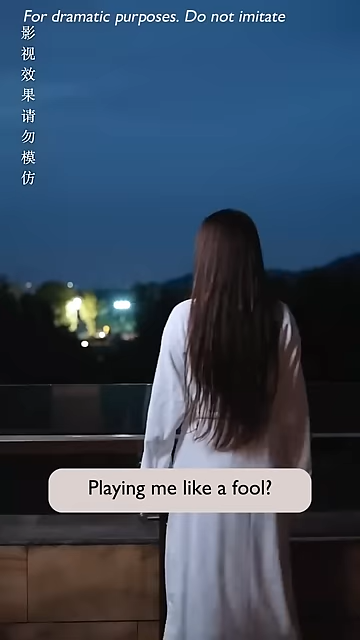 For dramatic purposes. Do not imitate
影视效果请勿模仿
Playing me like a fool?